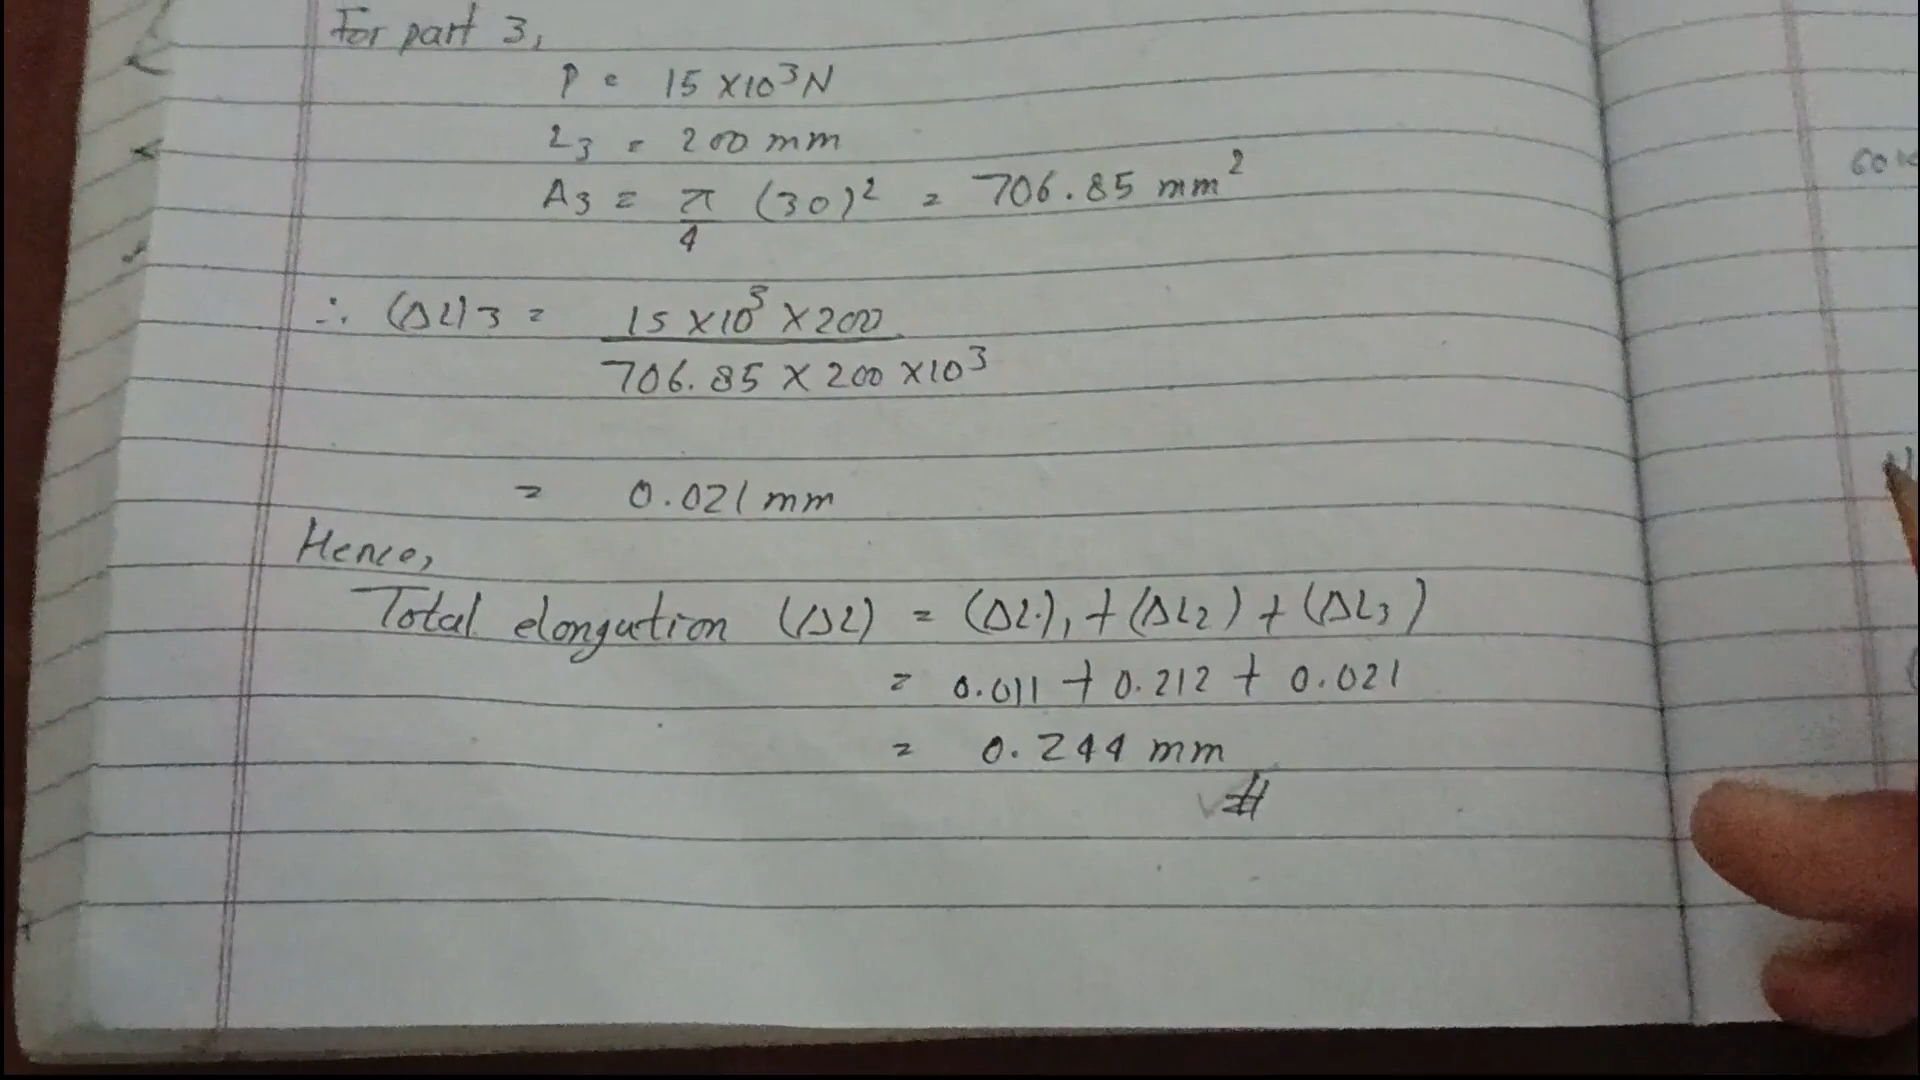 For part 3,
P = 15 x10³N
L3 = 200 mm
A3 = π/4 (30)² = 706.85 mm²
∴ (ΔL)3 = 15 x10³ x 200 / 706.85 x 200 x10³
= 0.021 mm
Hence,
Total elongution (ΔL) = (ΔL)1 + (ΔL2) + (ΔL3)
= 0.011 + 0.212 + 0.021
= 0.244 mm
#